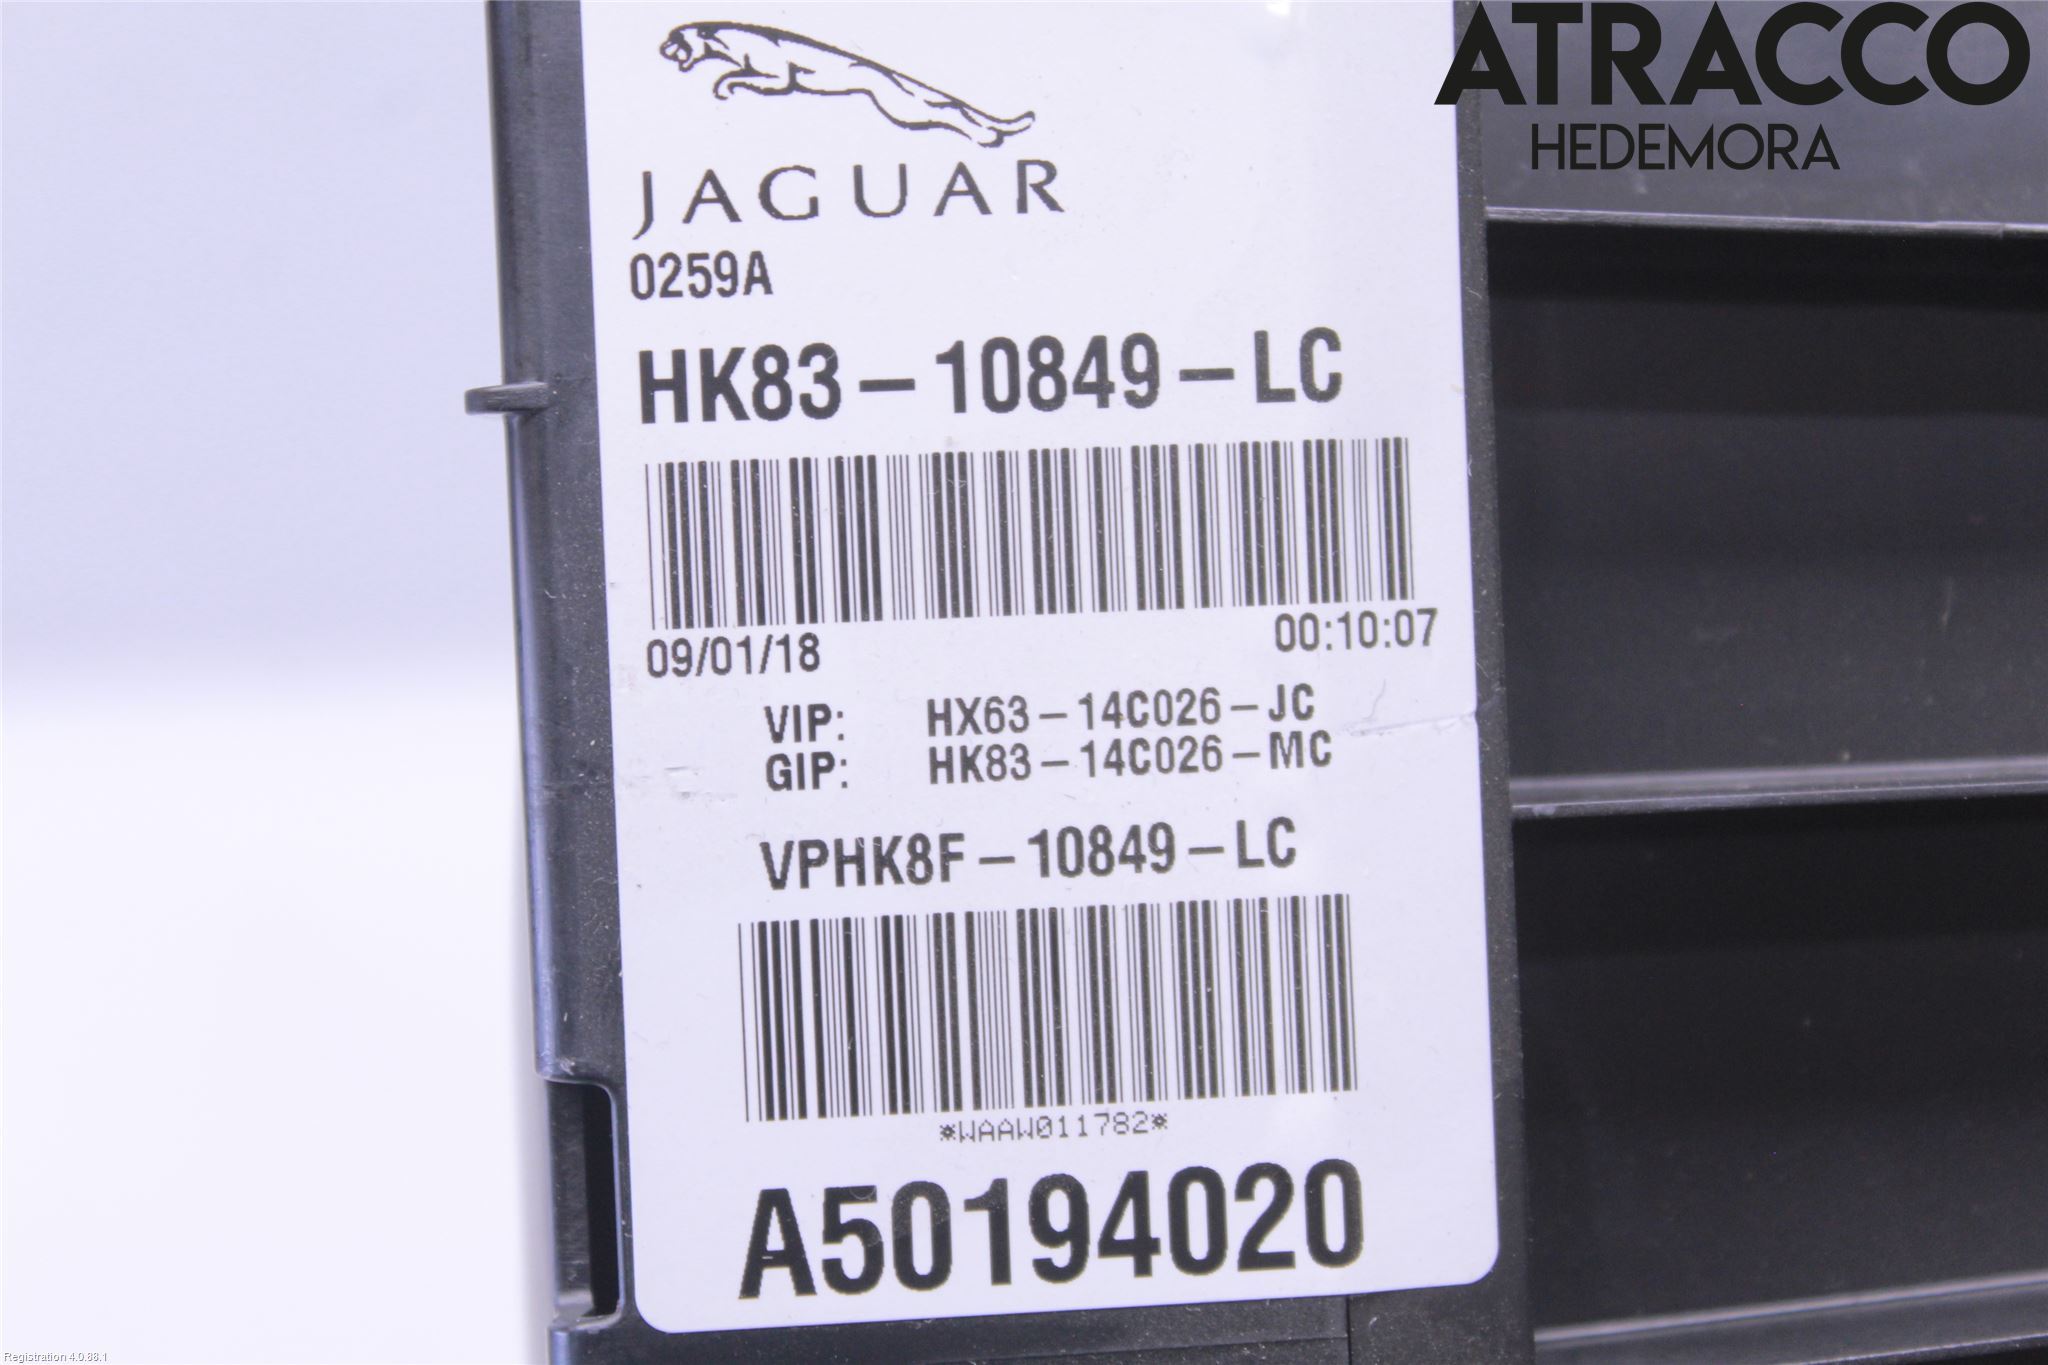 ATRACCO
HEDEMORA
JAGUAR
0259A
HK83-10849-LC
09/01/18 00:10:07
VIP: HX63-14C026-JC
GIP: HK83-14C026-MC
VPHK8F-10849-LC
*WAAW011782*
A50194020
Registration 4.0.88.1